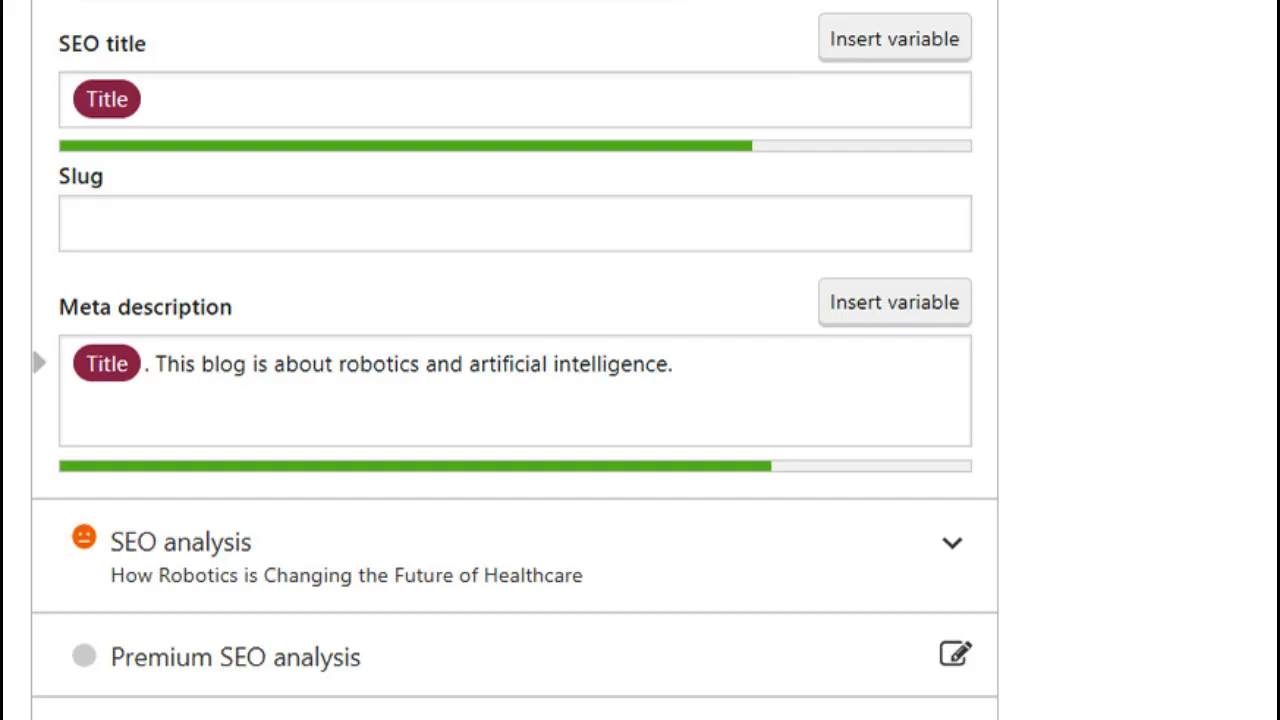 SEO title
Insert variable
Title
Slug
Meta description
Insert variable
Title . This blog is about robotics and artificial intelligence.
SEO analysis
How Robotics is Changing the Future of Healthcare
Premium SEO analysis